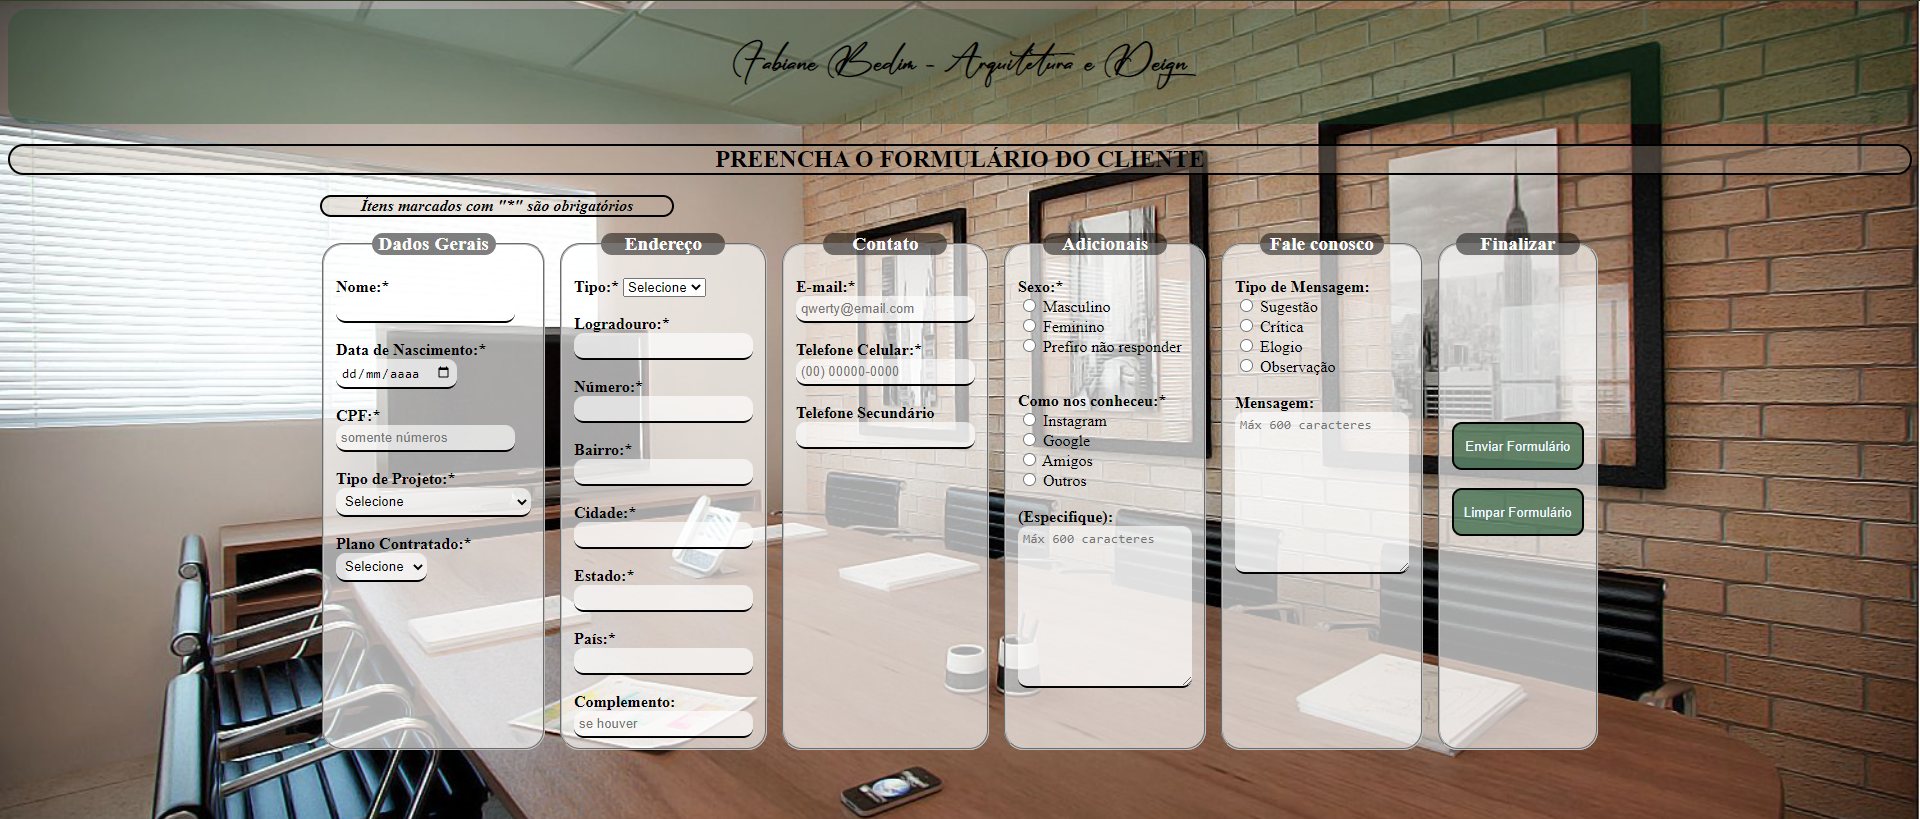 Fabiane Bedim - Arquitetura e Deign
PREENCHA O FORMULÁRIO DO CLIENTE
Ítens marcados com "*" são obrigatórios
Dados Gerais
Nome:*
Data de Nascimento:*
dd/mm/aaaa
CPF:*
somente números
Tipo de Projeto:*
Selecione
Plano Contratado:*
Selecione
Endereço
Tipo:* Selecione
Logradouro:*
Número:*
Bairro:*
Cidade:*
Estado:*
País:*
Complemento:
se houver
Contato
E-mail:*
qwerty@email.com
Telefone Celular:*
(00) 00000-0000
Telefone Secundário
Adicionais
Sexo:*
Masculino
Feminino
Prefiro não responder
Como nos conheceu:*
Instagram
Google
Amigos
Outros
(Especifique):
Máx 600 caracteres
Fale conosco
Tipo de Mensagem:
Sugestão
Crítica
Elogio
Observação
Mensagem:
Máx 600 caracteres
Finalizar
Enviar Formulário
Limpar Formulário